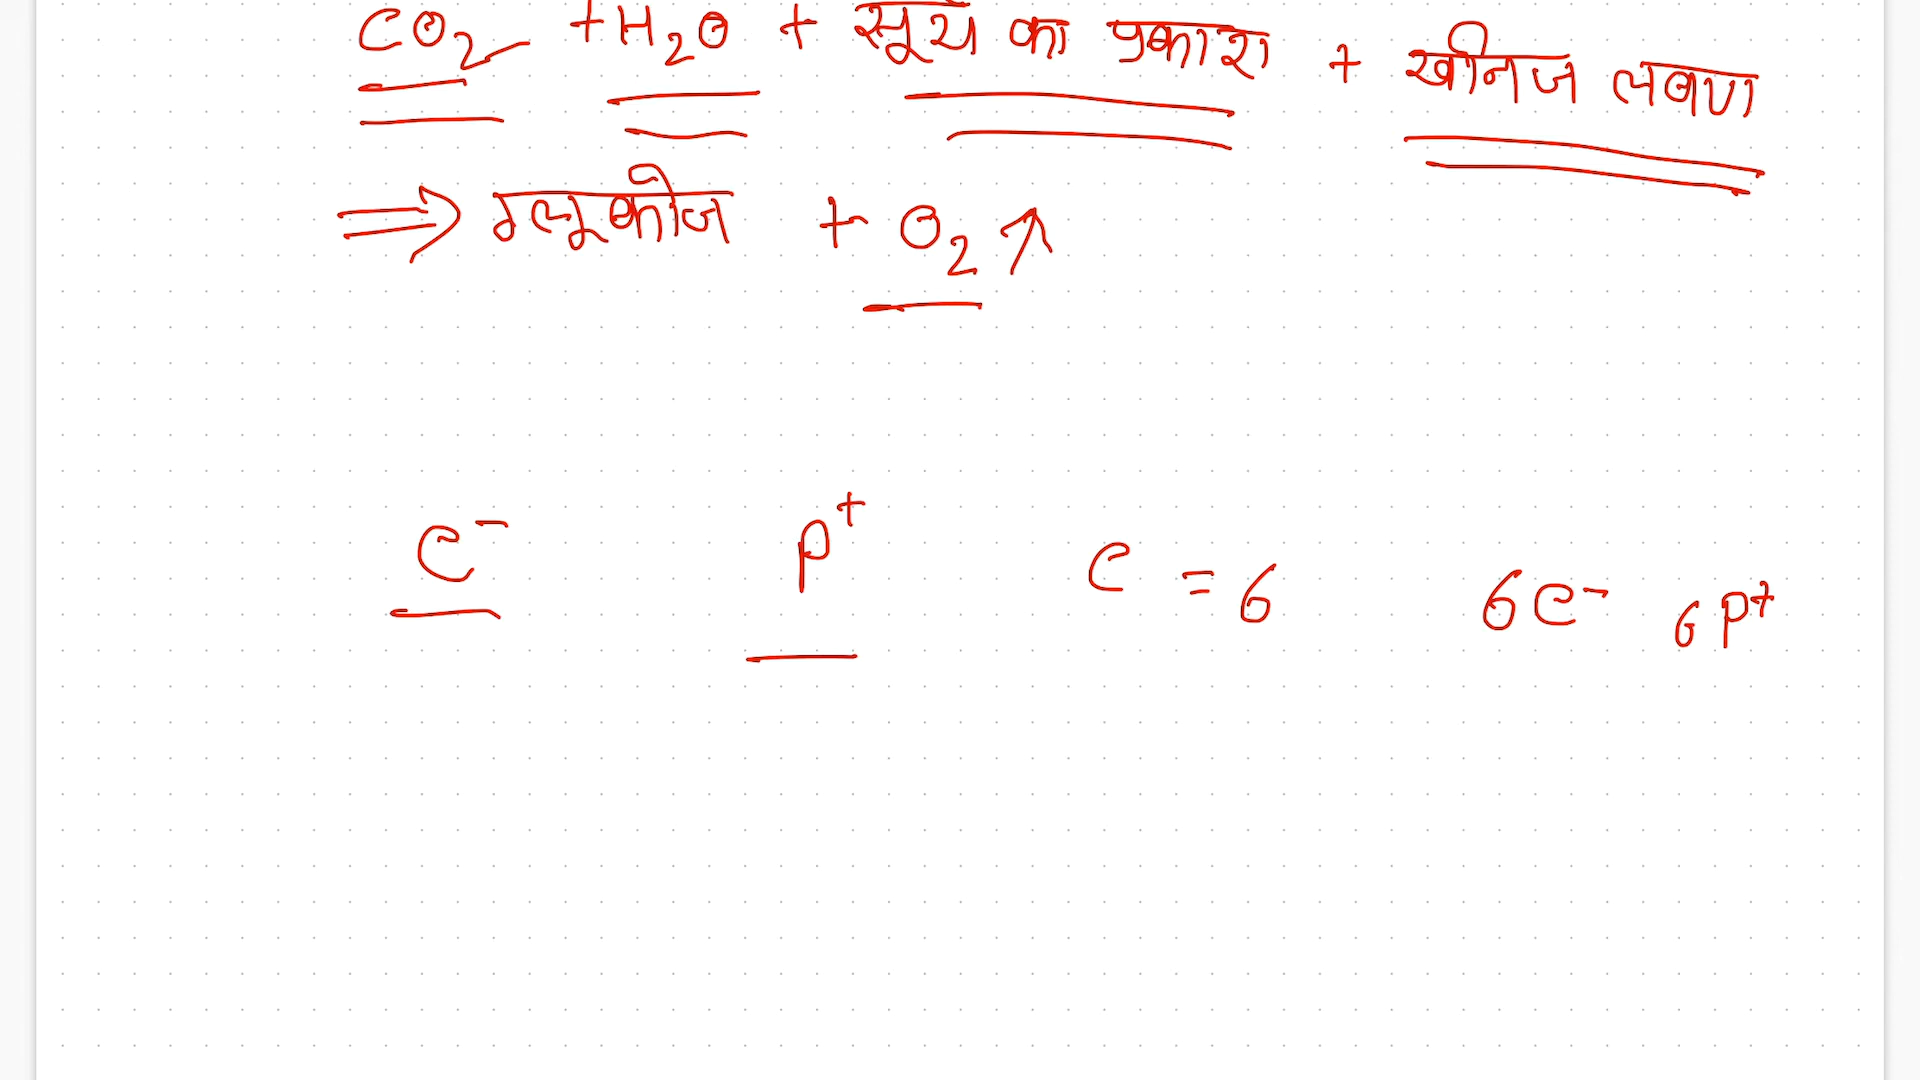 CO₂ + H₂O + सूर्य का प्रकाश + खनिज लवण
⇒ ग्लूकोज + O₂ ↑
e⁻ p⁺ C = 6 6e⁻ 6p⁺